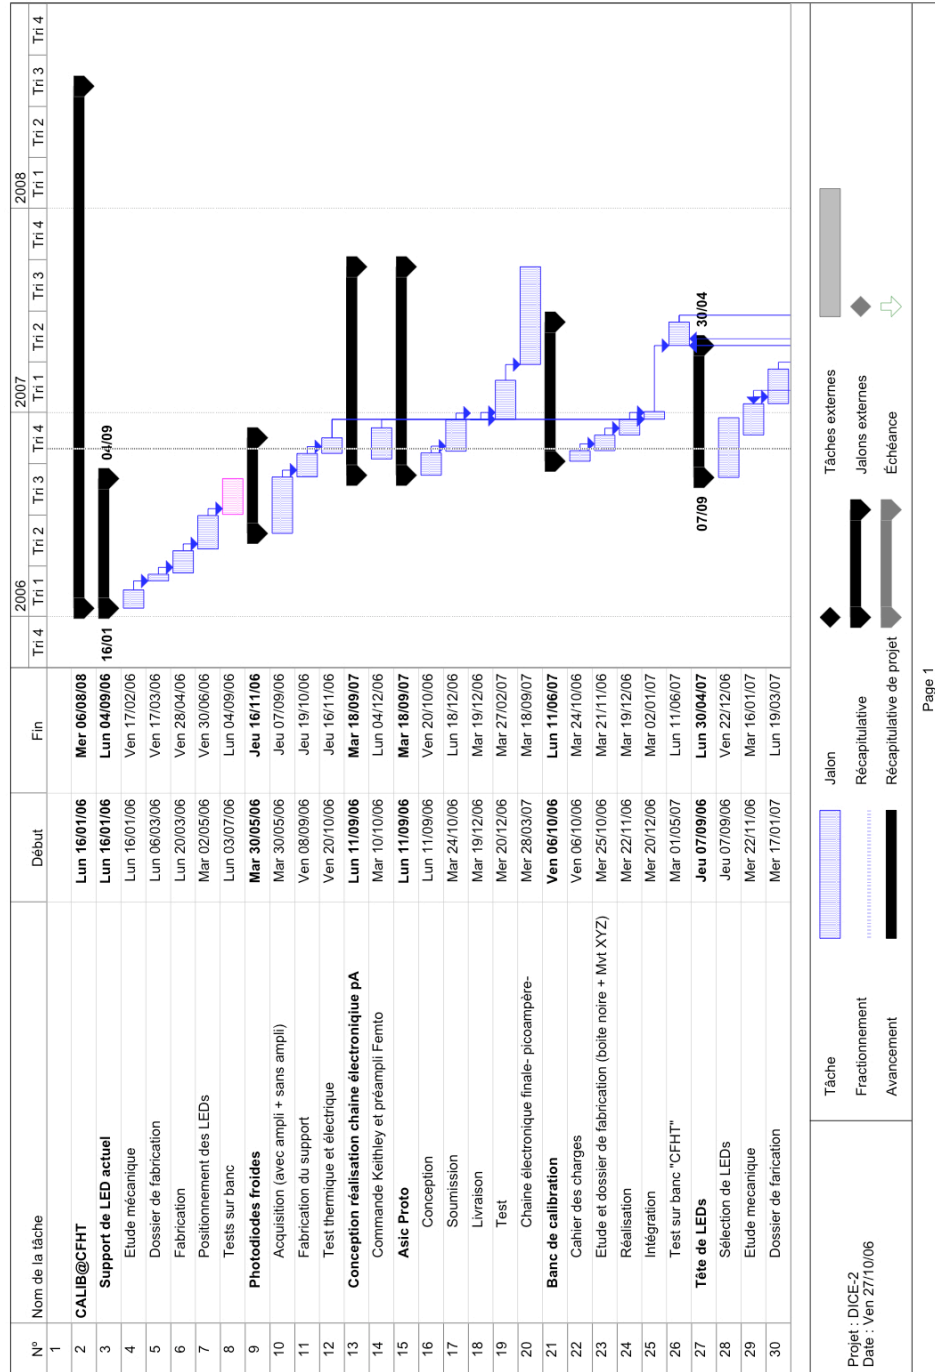 N° Nom de la tâche Début Fin 2006 2007 2008
Tri 4 Tri 1 Tri 2 Tri 3 Tri 4 Tri 1 Tri 2 Tri 3 Tri 4 Tri 1 Tri 2 Tri 3 Tri 4
1
2 CALIB@CFHT Lun 16/01/06 Mer 06/08/08
3 Support de LED actuel Lun 16/01/06 Lun 04/09/06 16/01 04/09
4 Etude mécanique Lun 16/01/06 Ven 17/02/06
5 Dossier de fabrication Lun 06/03/06 Ven 17/03/06
6 Fabrication Lun 20/03/06 Ven 28/04/06
7 Positionnement des LEDs Mar 02/05/06 Ven 30/06/06
8 Tests sur banc Lun 03/07/06 Lun 04/09/06
9 Photodiodes froides Mar 30/05/06 Jeu 16/11/06
10 Acquisition (avec ampli + sans ampli) Mar 30/05/06 Jeu 07/09/06
11 Fabrication du support Ven 08/09/06 Jeu 19/10/06
12 Test thermique et électrique Ven 20/10/06 Jeu 16/11/06
13 Conception réalisation chaine électroniqiue pA Lun 11/09/06 Mar 18/09/07
14 Commande Keithley et préampli Femto Mar 10/10/06 Lun 04/12/06
15 Asic Proto Lun 11/09/06 Mar 18/09/07
16 Conception Lun 11/09/06 Ven 20/10/06
17 Soumission Mar 24/10/06 Lun 18/12/06
18 Livraison Mar 19/12/06 Mar 19/12/06
19 Test Mer 20/12/06 Mar 27/02/07
20 Chaine électronique finale- picoampère- Mer 28/03/07 Mar 18/09/07
21 Banc de calibration Ven 06/10/06 Lun 11/06/07
22 Cahier des charges Ven 06/10/06 Mar 24/10/06
23 Etude et dossier de fabrication (boite noire + Mvt XYZ) Mer 25/10/06 Mar 21/11/06
24 Réalisation Mer 22/11/06 Mar 19/12/06
25 Intégration Mer 20/12/06 Mar 02/01/07
26 Test sur banc "CFHT" Mar 01/05/07 Lun 11/06/07
27 Tête de LEDs Jeu 07/09/06 Lun 30/04/07 07/09 30/04
28 Sélection de LEDs Jeu 07/09/06 Ven 22/12/06
29 Etude mecanique Mer 22/11/06 Mar 16/01/07
30 Dossier de farication Mer 17/01/07 Lun 19/03/07
Projet : DICE-2
Date : Ven 27/10/06
Tâche Jalon Tâches externes
Fractionnement Récapitulative Jalons externes
Avancement Récapitulative de projet Échéance
Page 1